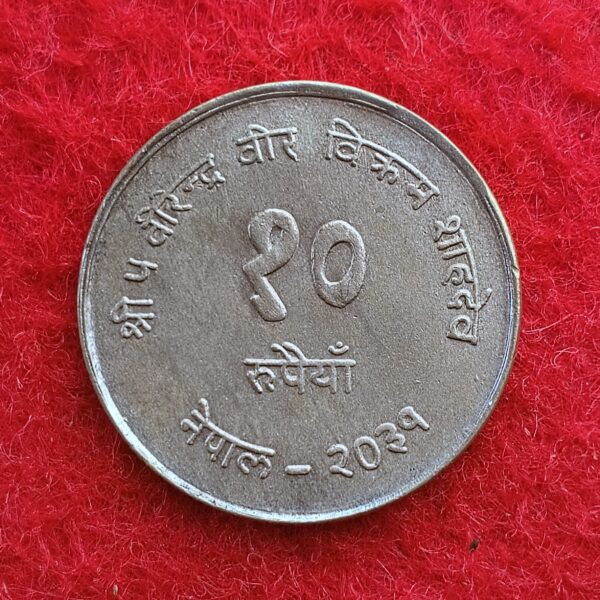 श्री ५ वीरेन्द्र वीर विक्रम शाहदेव
१०
रूपैयाँ
नेपाल - २०३१